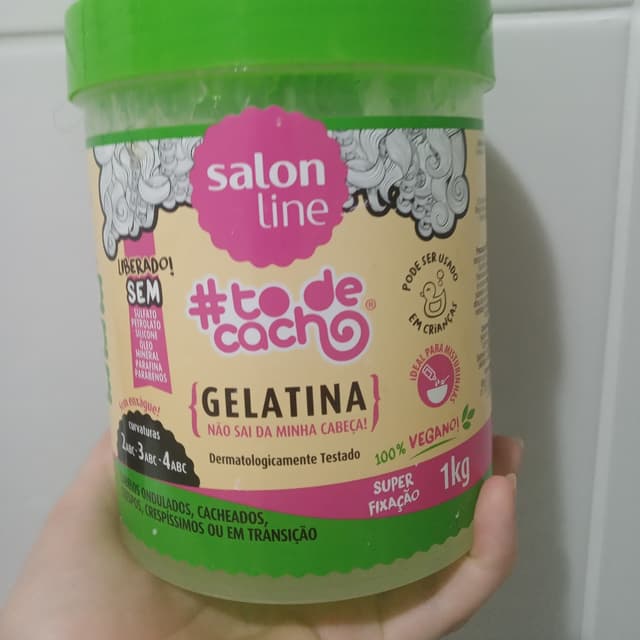 salon
line
LIBERADO!
SEM
SULFATO
PETROLATO
SILICONE
ÓLEO
MINERAL
PARAFINA
PARABENOS
#to de
cacho®
PODE SER USADO
EM CRIANÇAS
IDEAL PARA MISTURINHAS
{GELATINA}
NÃO SAI DA MINHA CABEÇA!
enxágue!
curvaturas
2ABC·3ABC·4ABC
Dermatologicamente Testado
100% VEGANO!
SUPER
FIXAÇÃO
1kg
ONDULADOS, CACHEADOS,
CRESPÍSSIMOS OU EM TRANSIÇÃO